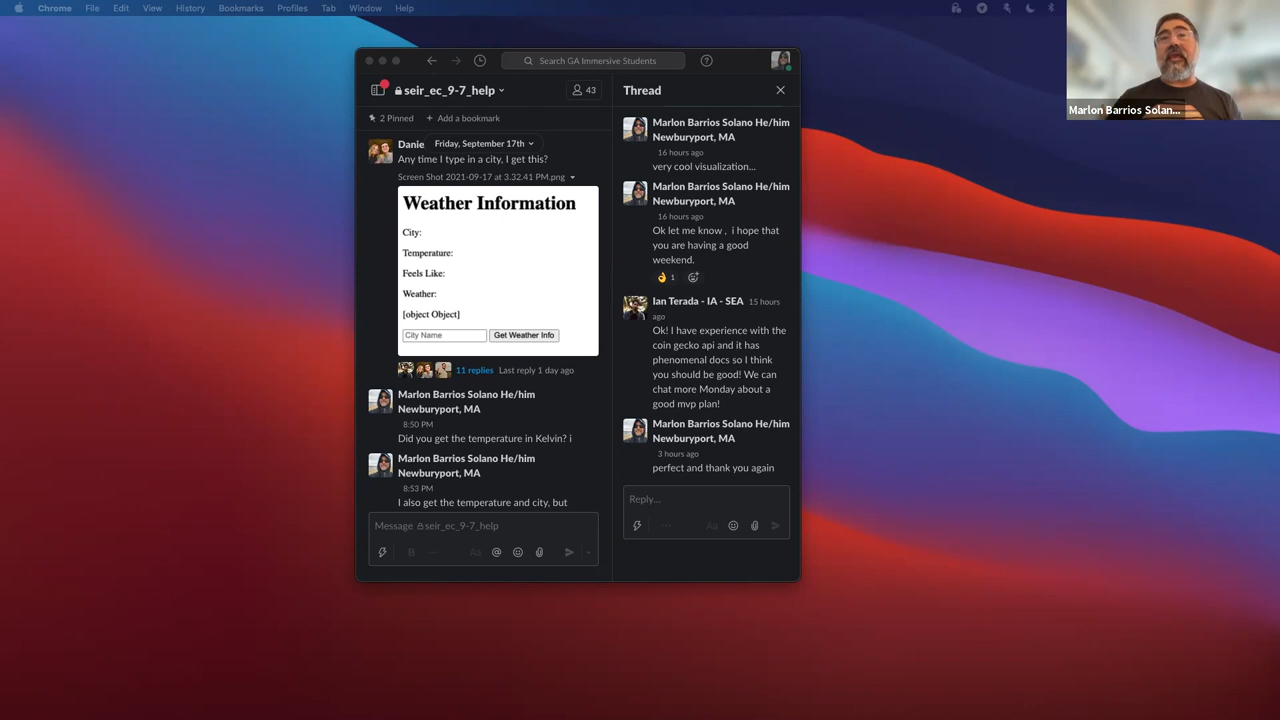 Chrome File Edit View History Bookmarks Profiles Tab Window Help
Search GA Immersive Students
seir_ec_9-7_help
43
2 Pinned
Add a bookmark
Friday, September 17th
Danie
Any time I type in a city, I get this?
Screen Shot 2021-09-17 at 3.32.41 PM.png
Weather Information
City:
Temperature:
Feels Like:
Weather:
[object Object]
City Name
Get Weather Info
11 replies Last reply 1 day ago
Marlon Barrios Solano He/him
Newburyport, MA
8:50 PM
Did you get the temperature in Kelvin? i
Marlon Barrios Solano He/him
Newburyport, MA
8:53 PM
I also get the temperature and city, but
Message seir_ec_9-7_help
B
Aa
Thread
Marlon Barrios Solano He/him
Newburyport, MA
16 hours ago
very cool visualization...
Marlon Barrios Solano He/him
Newburyport, MA
16 hours ago
Ok let me know , i hope that
you are having a good
weekend.
1
Ian Terada - IA - SEA 15 hours
ago
Ok! I have experience with the
coin gecko api and it has
phenomenal docs so I think
you should be good! We can
chat more Monday about a
good mvp plan!
Marlon Barrios Solano He/him
Newburyport, MA
3 hours ago
perfect and thank you again
Reply...
Aa
Marlon Barrios Solan...